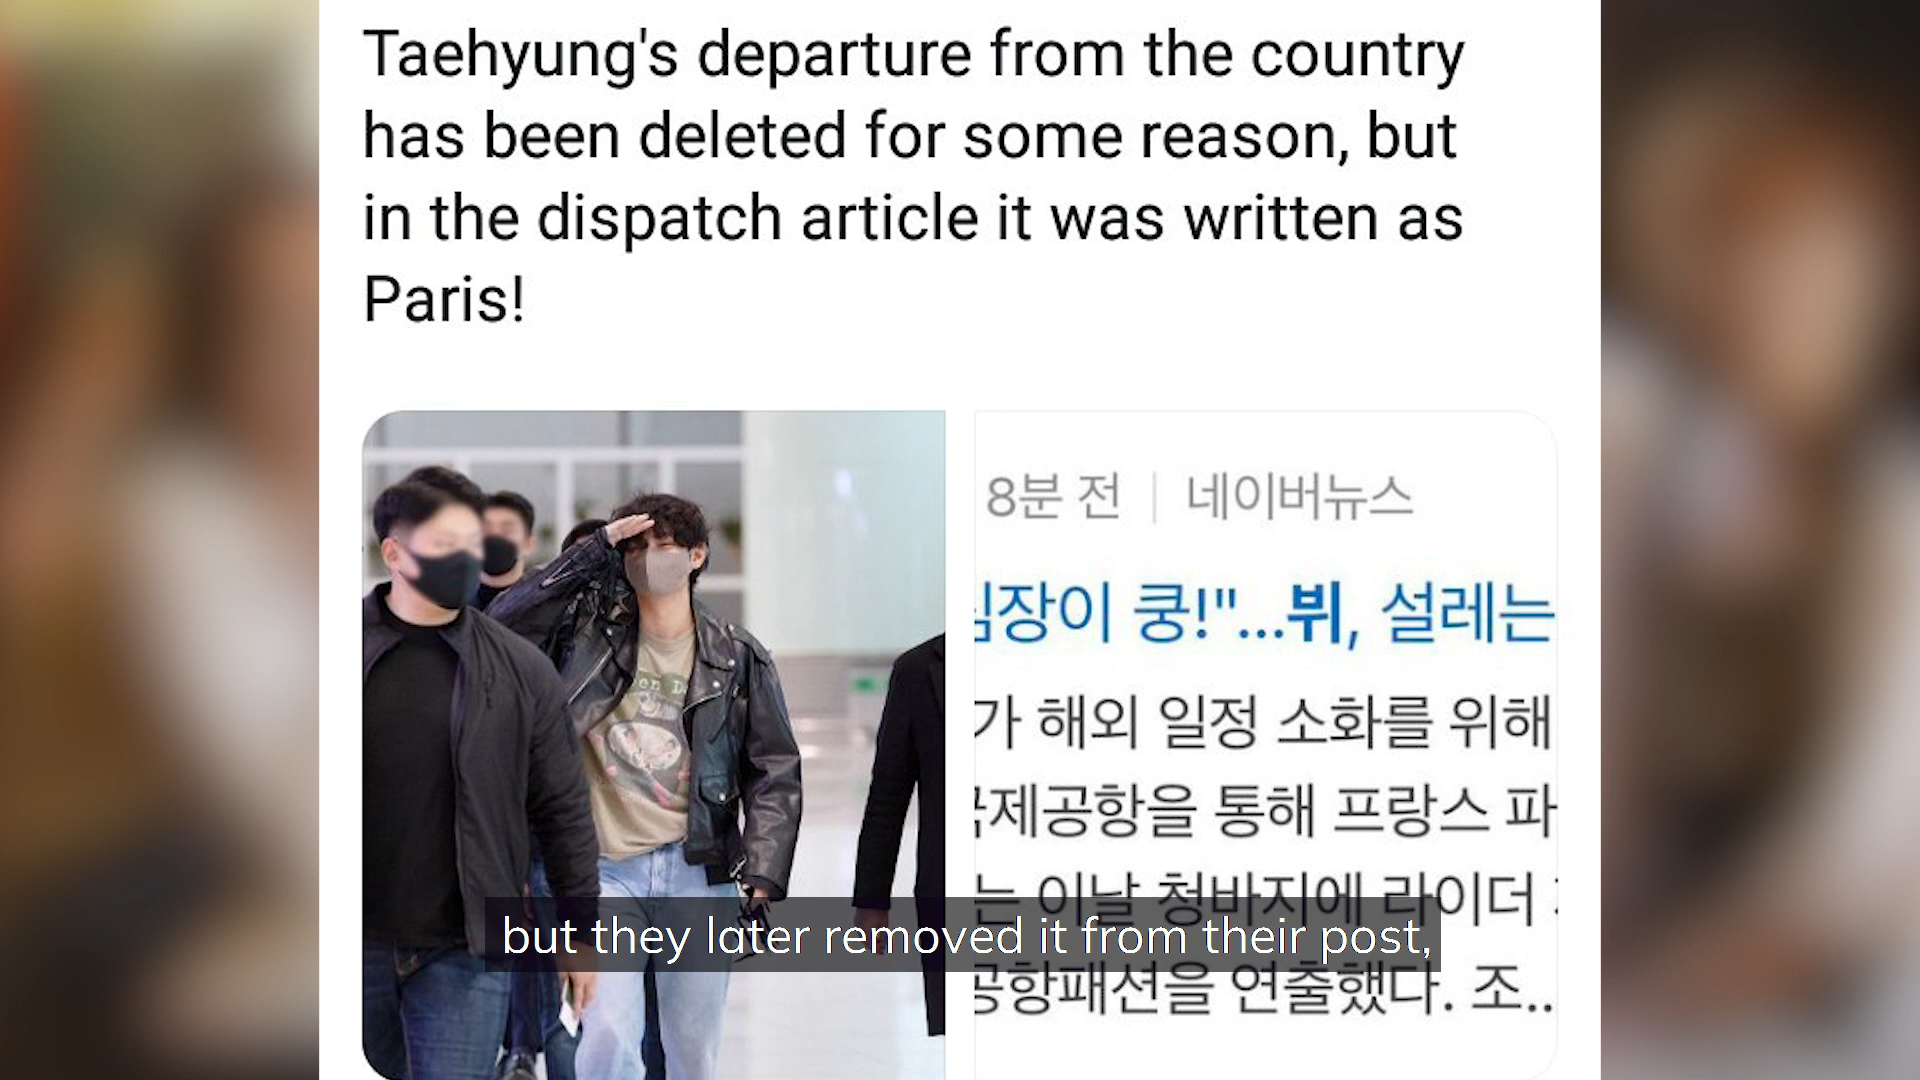 Taehyung's departure from the country
has been deleted for some reason, but
in the dispatch article it was written as
Paris!
8분 전 | 네이버뉴스
심장이 쿵!"...뷔, 설레는
가 해외 일정 소화를 위해
국제공항을 통해 프랑스 파
는 이날 청바지에 라이더
but they later removed it from their post,
공항패션을 연출했다. 조..